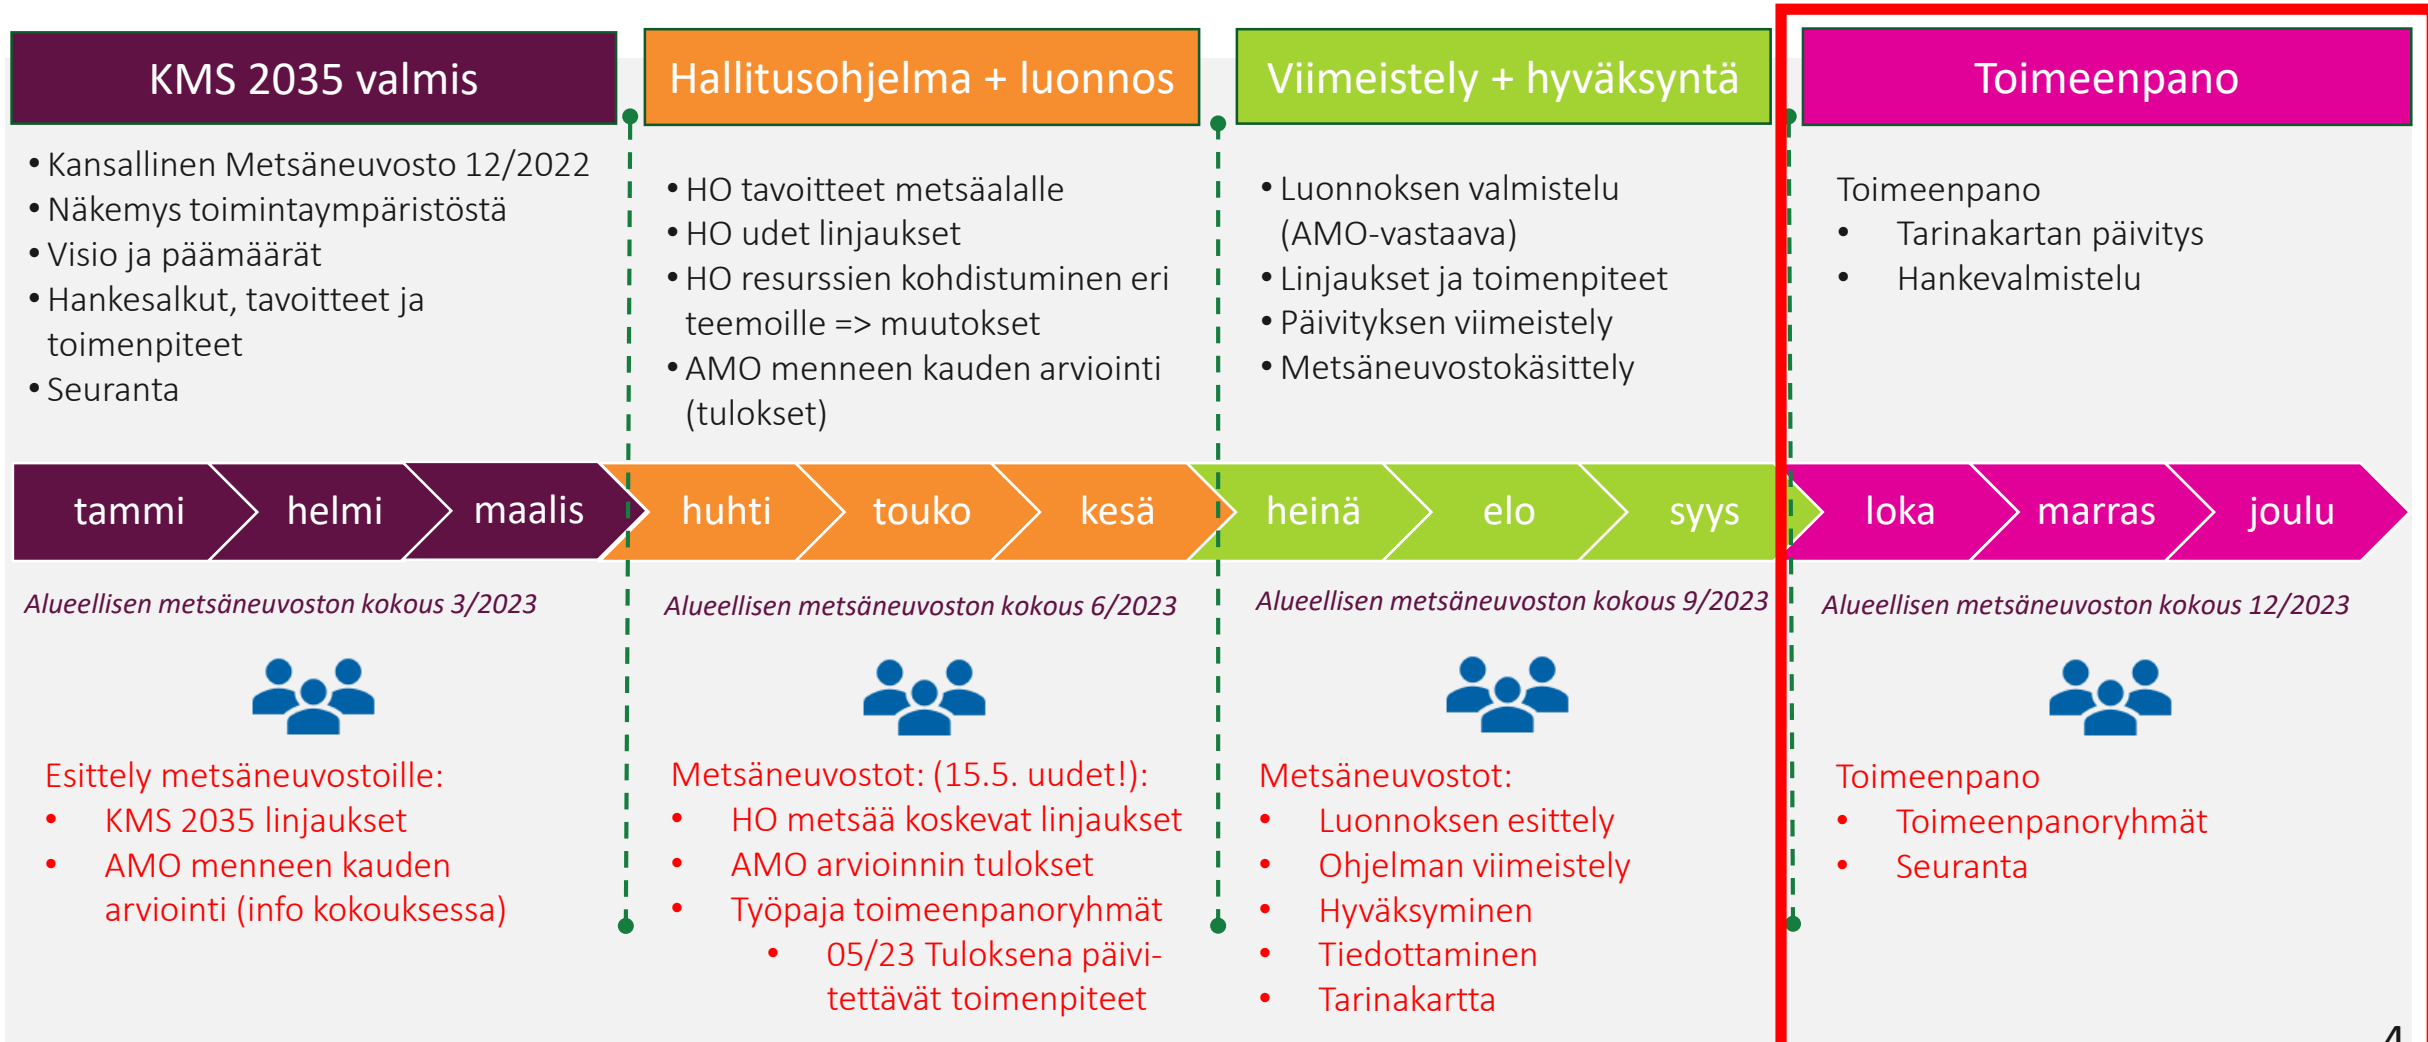 KMS 2035 valmis
• Kansallinen Metsäneuvosto 12/2022
• Näkemys toimintaympäristöstä
• Visio ja päämäärät
• Hankesalkut, tavoitteet ja
toimenpiteet
• Seuranta
Hallitusohjelma + luonnos
• HO tavoitteet metsäalalle
• HO udet linjaukset
• HO resurssien kohdistuminen eri
teemoille => muutokset
• AMO menneen kauden arviointi
(tulokset)
Viimeistely + hyväksyntä
• Luonnoksen valmistelu
(AMO-vastaava)
• Linjaukset ja toimenpiteet
• Päivityksen viimeistely
• Metsäneuvostokäsittely
Toimeenpano
Toimeenpano
• Tarinakartan päivitys
• Hankevalmistelu
tammi
helmi
maalis
huhti
touko
kesä
heinä
elo
syys
loka
marras
joulu
Alueellisen metsäneuvoston kokous 3/2023
Esittely metsäneuvostoille:
• KMS 2035 linjaukset
• AMO menneen kauden
arviointi (info kokouksessa)
Alueellisen metsäneuvoston kokous 6/2023
Metsäneuvostot: (15.5. uudet!):
• HO metsää koskevat linjaukset
• AMO arvioinnin tulokset
• Työpaja toimeenpanoryhmät
• 05/23 Tuloksena päivi-
tettävät toimenpiteet
Alueellisen metsäneuvoston kokous 9/2023
Metsäneuvostot:
• Luonnoksen esittely
• Ohjelman viimeistely
• Hyväksyminen
• Tiedottaminen
• Tarinakartta
Alueellisen metsäneuvoston kokous 12/2023
Toimeenpano
• Toimeenpanoryhmät
• Seuranta
4